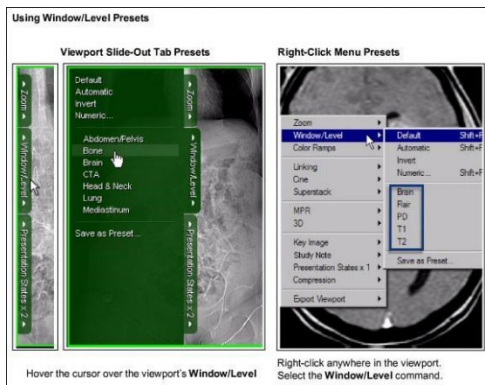 Using Window/Level Presets
Viewport Slide-Out Tab Presets
Right-Click Menu Presets
Zoom
Window/Level
Presentation States x 2
Default
Automatic
Invert
Numeric...
Abdomen/Pelvis
Bone
Brain
CTA
Head & Neck
Lung
Mediastinum
Save as Preset...
Zoom
Window/Level
Presentation States x 2
Zoom
Window/Level
Color Ramps
Linking
Cine
Superstack
MPR
3D
Key Image
Study Note
Presentation States x 1
Compression
Export Viewport
Default Shift+F
Automatic Shift+F
Invert
Numeric... Shift+F
Brain
Flair
PD
T1
T2
Save as Preset...
Hover the cursor over the viewport's Window/Level
Right-click anywhere in the viewport.
Select the Window/Level command.